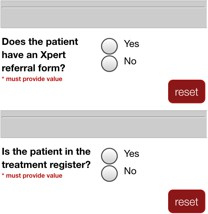 Does the patient
have an Xpert
referral form?
* must provide value
Yes
No
reset
Is the patient in the
treatment register?
* must provide value
Yes
No
reset